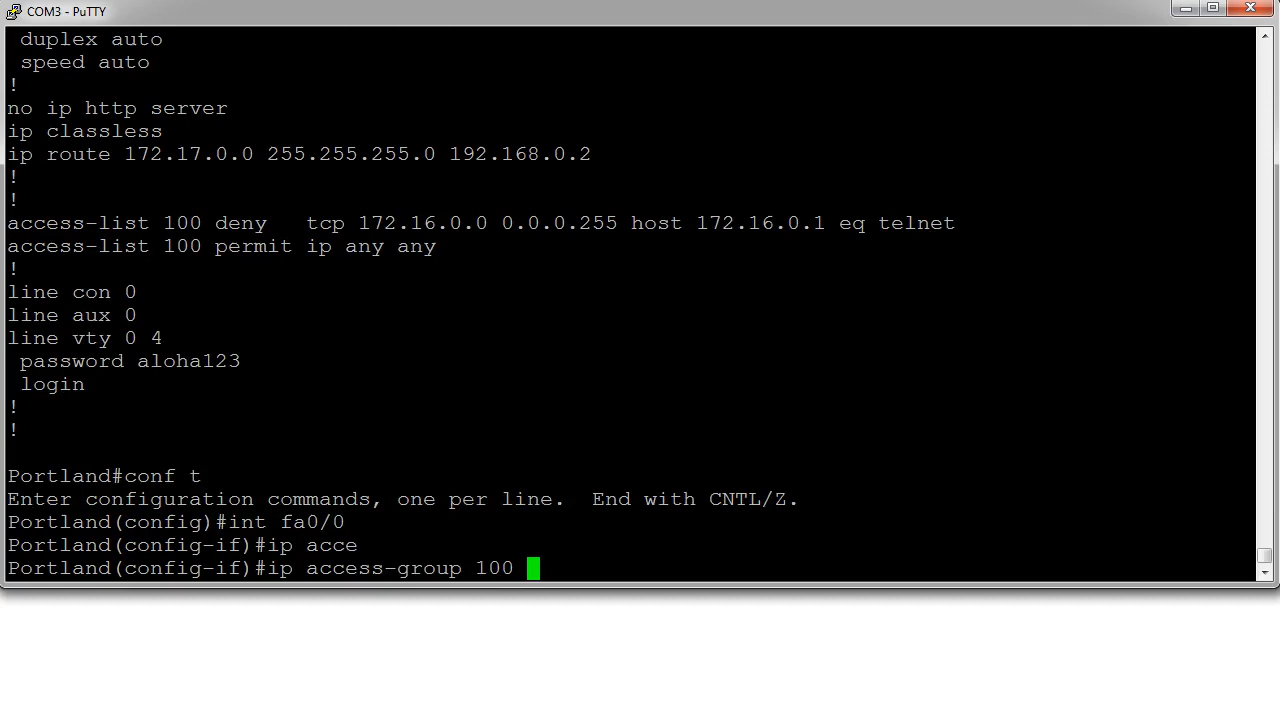 COM3 - PuTTY
duplex auto
speed auto
!
no ip http server
ip classless
ip route 172.17.0.0 255.255.255.0 192.168.0.2
!
!
access-list 100 deny   tcp 172.16.0.0 0.0.0.255 host 172.16.0.1 eq telnet
access-list 100 permit ip any any
!
line con 0
line aux 0
line vty 0 4
password aloha123
login
!
!
Portland#conf t
Enter configuration commands, one per line.  End with CNTL/Z.
Portland(config)#int fa0/0
Portland(config-if)#ip acce
Portland(config-if)#ip access-group 100